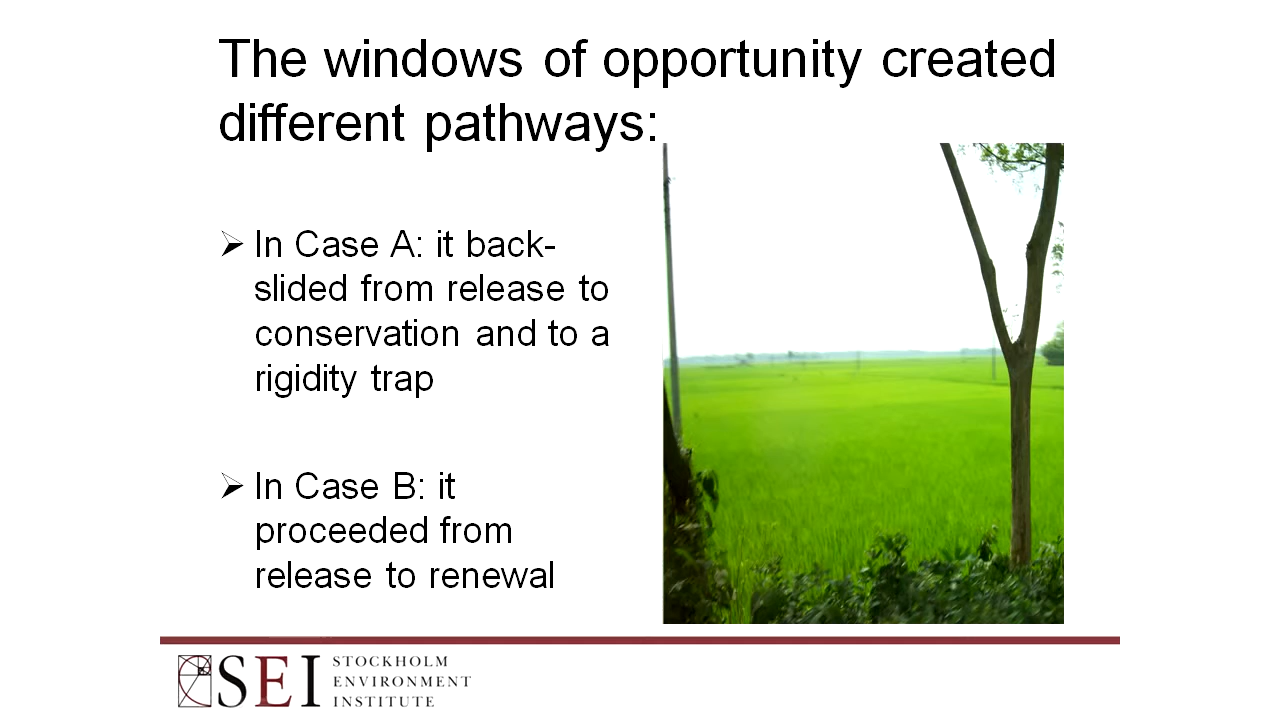 The windows of opportunity created
different pathways:
➢ In Case A: it back-
slided from release to
conservation and to a
rigidity trap
➢ In Case B: it
proceeded from
release to renewal
SEI
STOCKHOLM
ENVIRONMENT
INSTITUTE